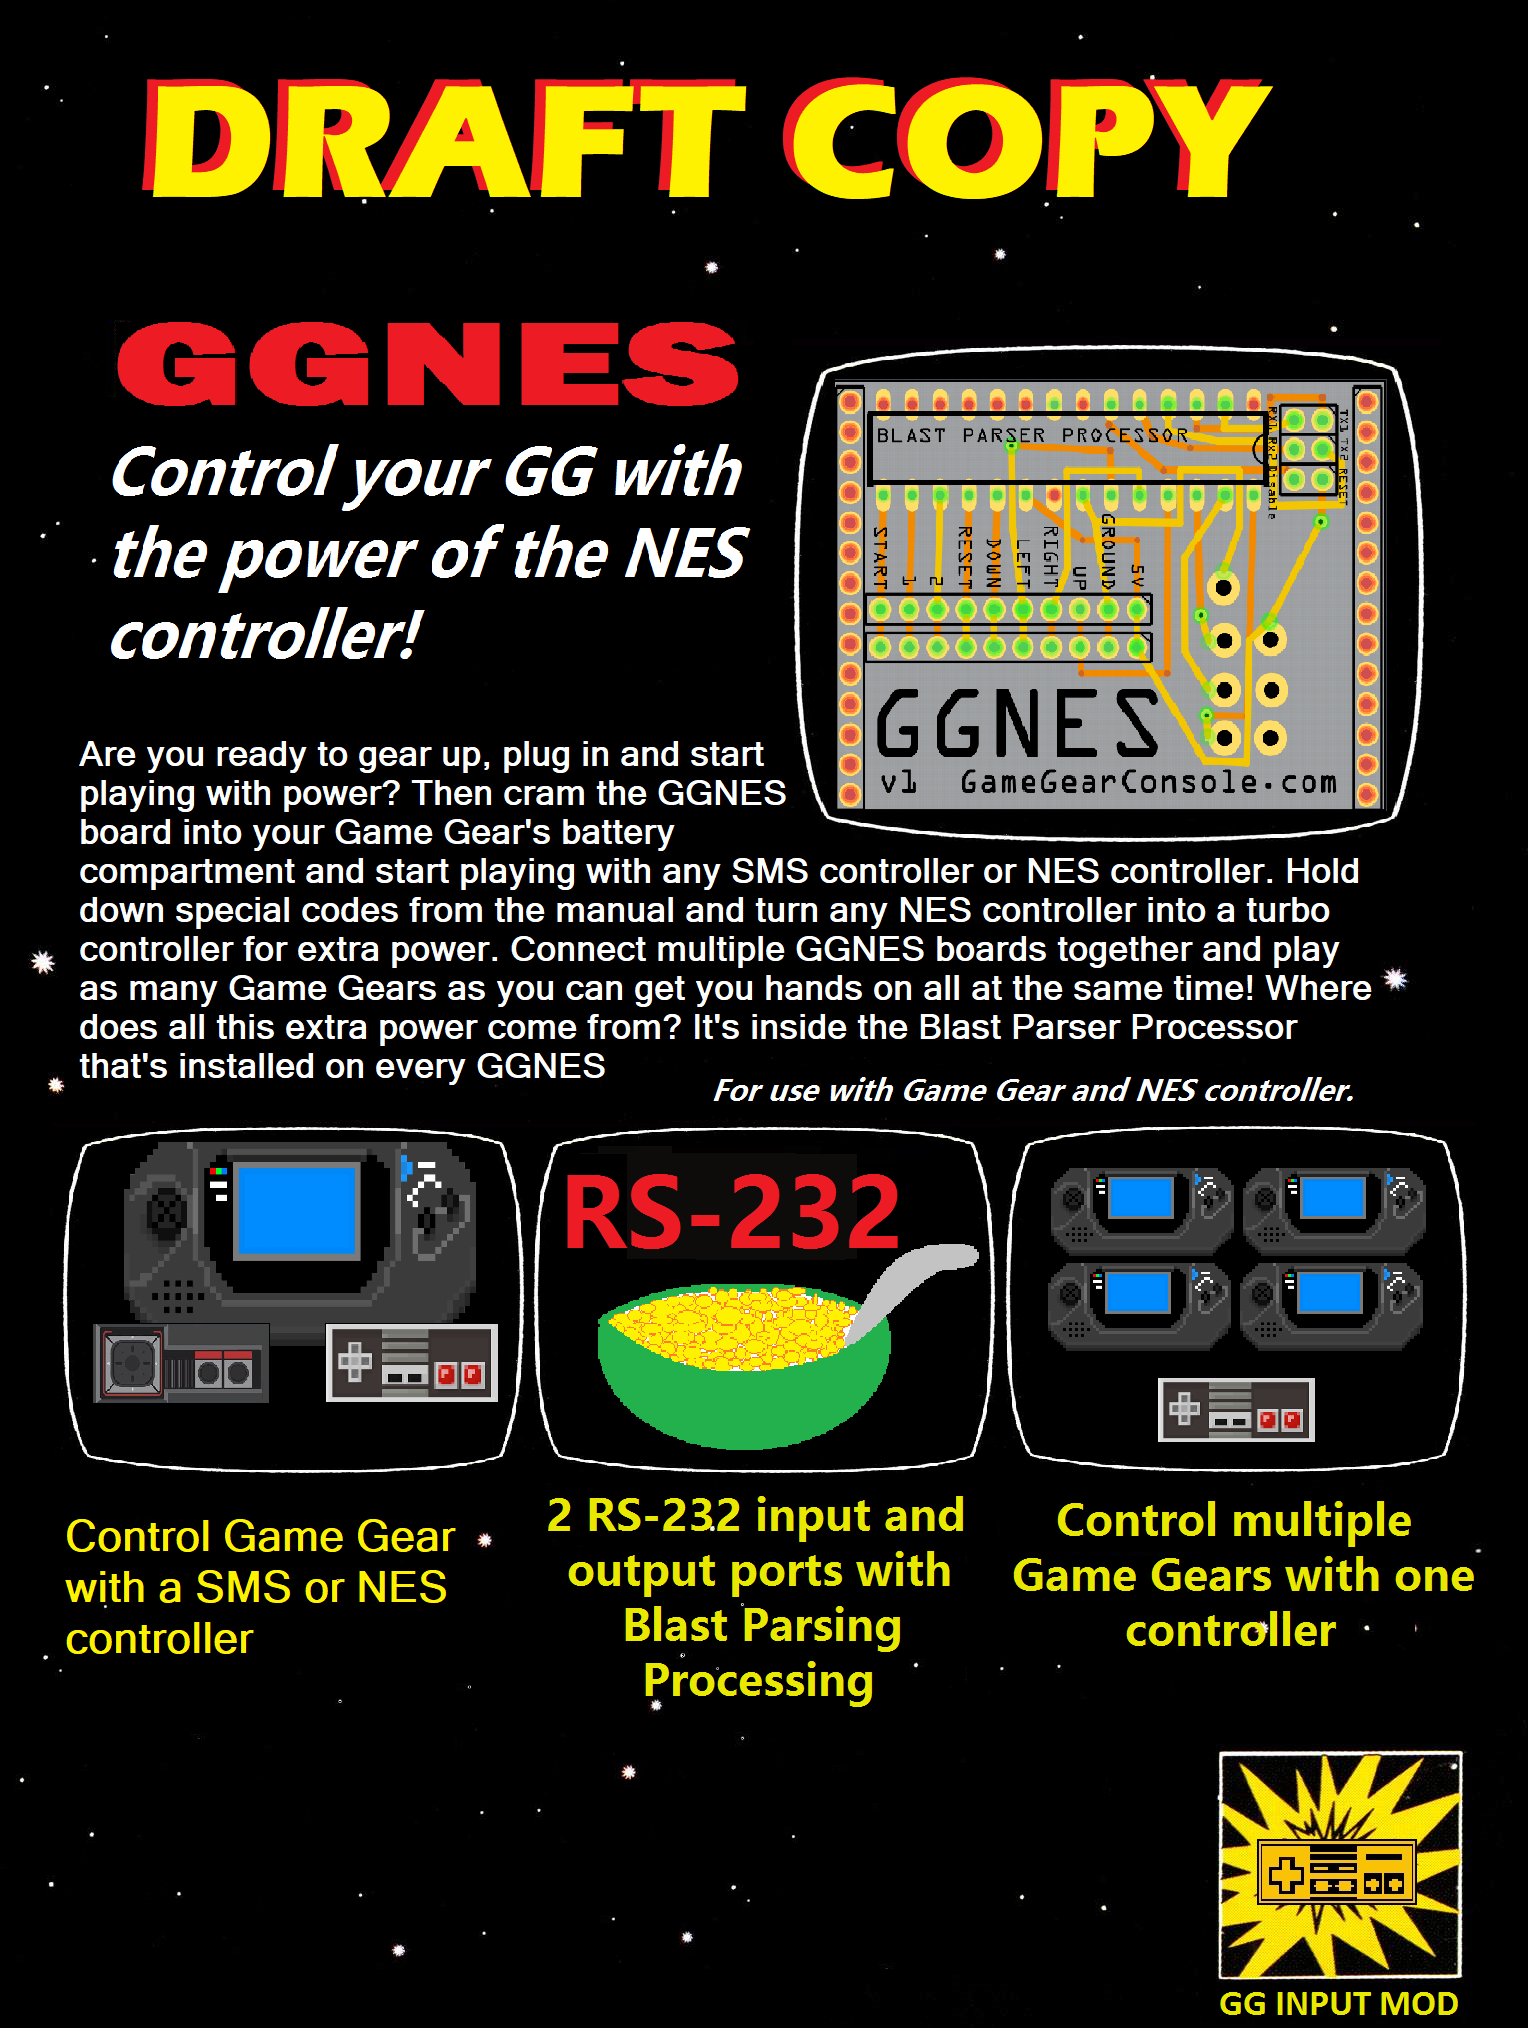 DRAFT COPY
GGNES
Control your GG with
the power of the NES
controller!
BLAST PARSER PROCESSOR
RX1 RX2 Disable
TX1 TX2 RESET
START
1
2
RESET
DOWN
LEFT
RIGHT
UP
GROUND
5V
GGNES
v1 GameGearConsole.com
Are you ready to gear up, plug in and start
playing with power? Then cram the GGNES
board into your Game Gear's battery
compartment and start playing with any SMS controller or NES controller. Hold
down special codes from the manual and turn any NES controller into a turbo
controller for extra power. Connect multiple GGNES boards together and play
as many Game Gears as you can get you hands on all at the same time! Where
does all this extra power come from? It's inside the Blast Parser Processor
that's installed on every GGNES
For use with Game Gear and NES controller.
RS-232
Control Game Gear
with a SMS or NES
controller
2 RS-232 input and
output ports with
Blast Parsing
Processing
Control multiple
Game Gears with one
controller
GG INPUT MOD